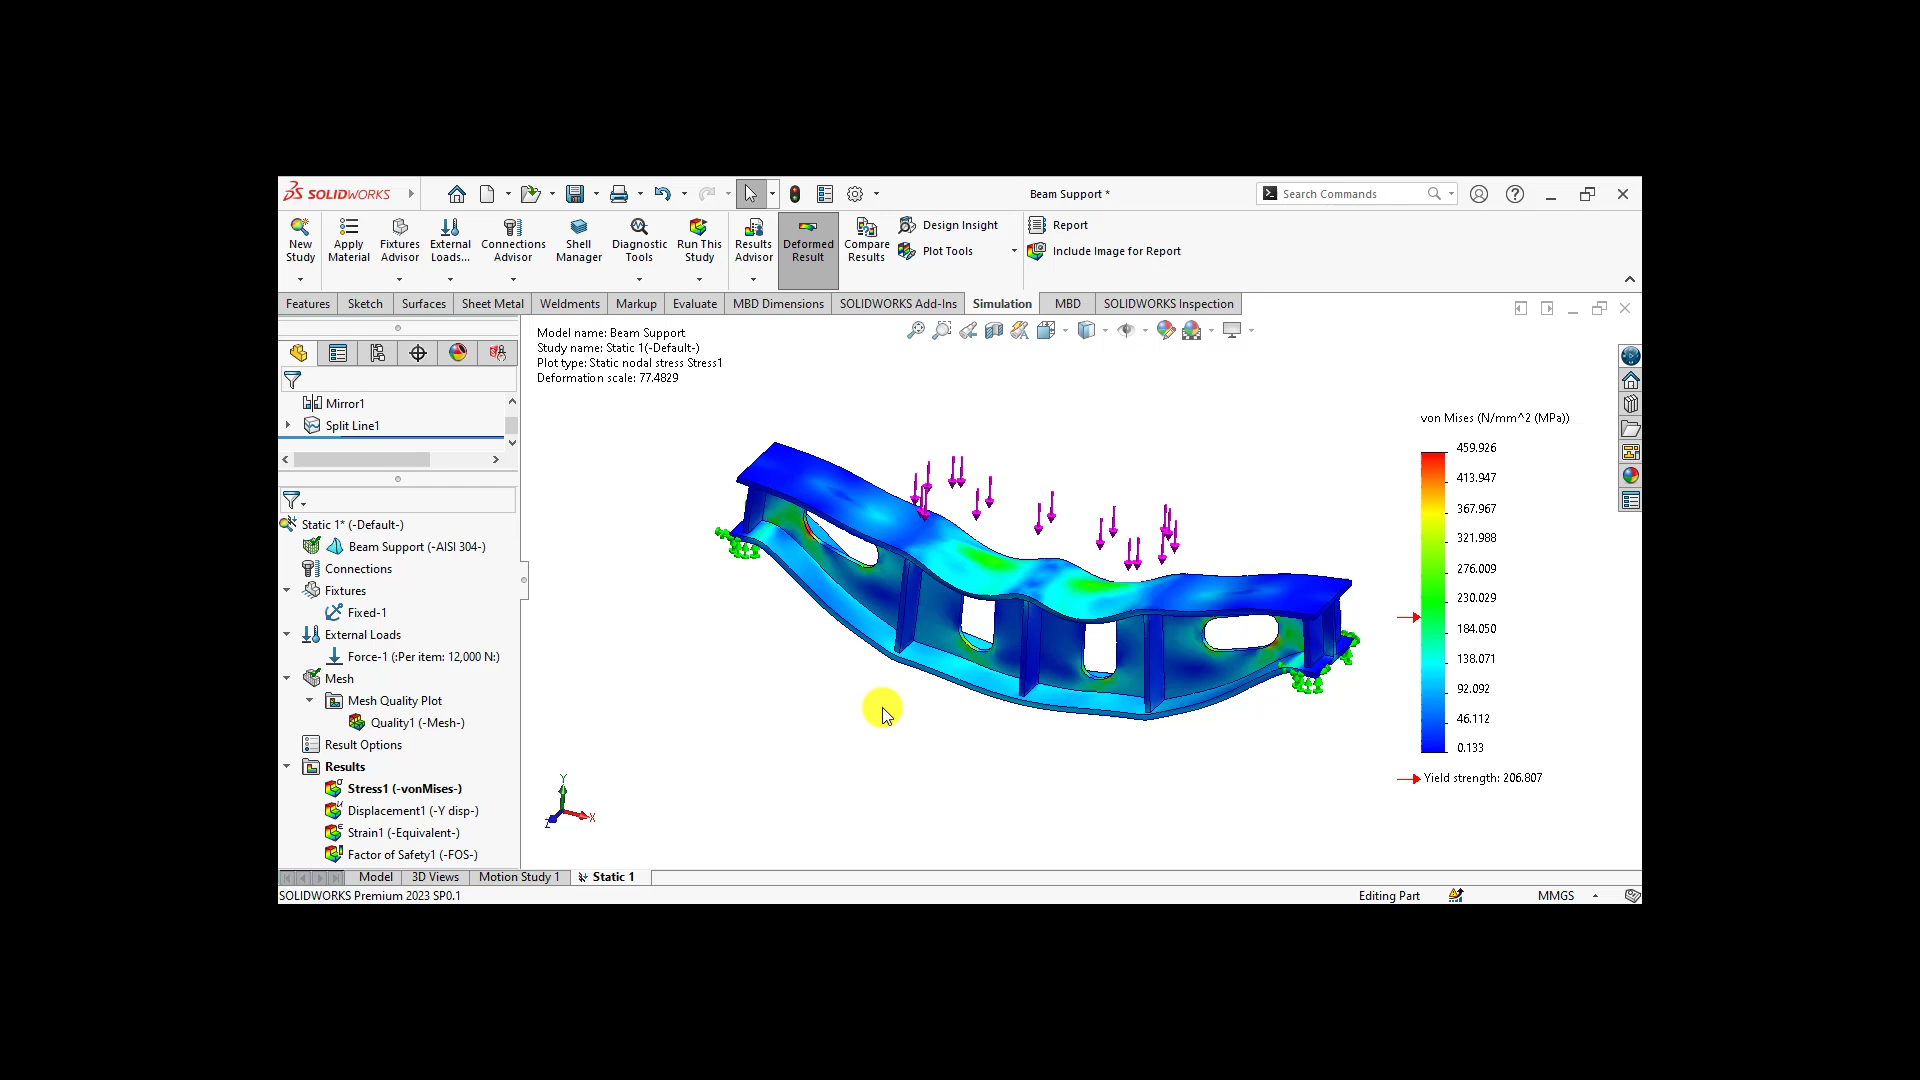 SOLIDWORKS
Beam Support *
Search Commands
New Study
Apply Material
Fixtures Advisor
External Loads...
Connections Advisor
Shell Manager
Diagnostic Tools
Run This Study
Results Advisor
Deformed Result
Compare Results
Design Insight
Plot Tools
Report
Include Image for Report
Features
Sketch
Surfaces
Sheet Metal
Weldments
Markup
Evaluate
MBD Dimensions
SOLIDWORKS Add-Ins
Simulation
MBD
SOLIDWORKS Inspection
Mirror1
Split Line1
Static 1* (-Default-)
Beam Support (-AISI 304-)
Connections
Fixtures
Fixed-1
External Loads
Force-1 (:Per item: 12,000 N:)
Mesh
Mesh Quality Plot
Quality1 (-Mesh-)
Result Options
Results
Stress1 (-vonMises-)
Displacement1 (-Y disp-)
Strain1 (-Equivalent-)
Factor of Safety1 (-FOS-)
Model name: Beam Support
Study name: Static 1(-Default-)
Plot type: Static nodal stress Stress1
Deformation scale: 77.4829
von Mises (N/mm^2 (MPa))
459.926
413.947
367.967
321.988
276.009
230.029
184.050
138.071
92.092
46.112
0.133
Yield strength: 206.807
Y
X
Z
Model
3D Views
Motion Study 1
Static 1
SOLIDWORKS Premium 2023 SP0.1
Editing Part
MMGS